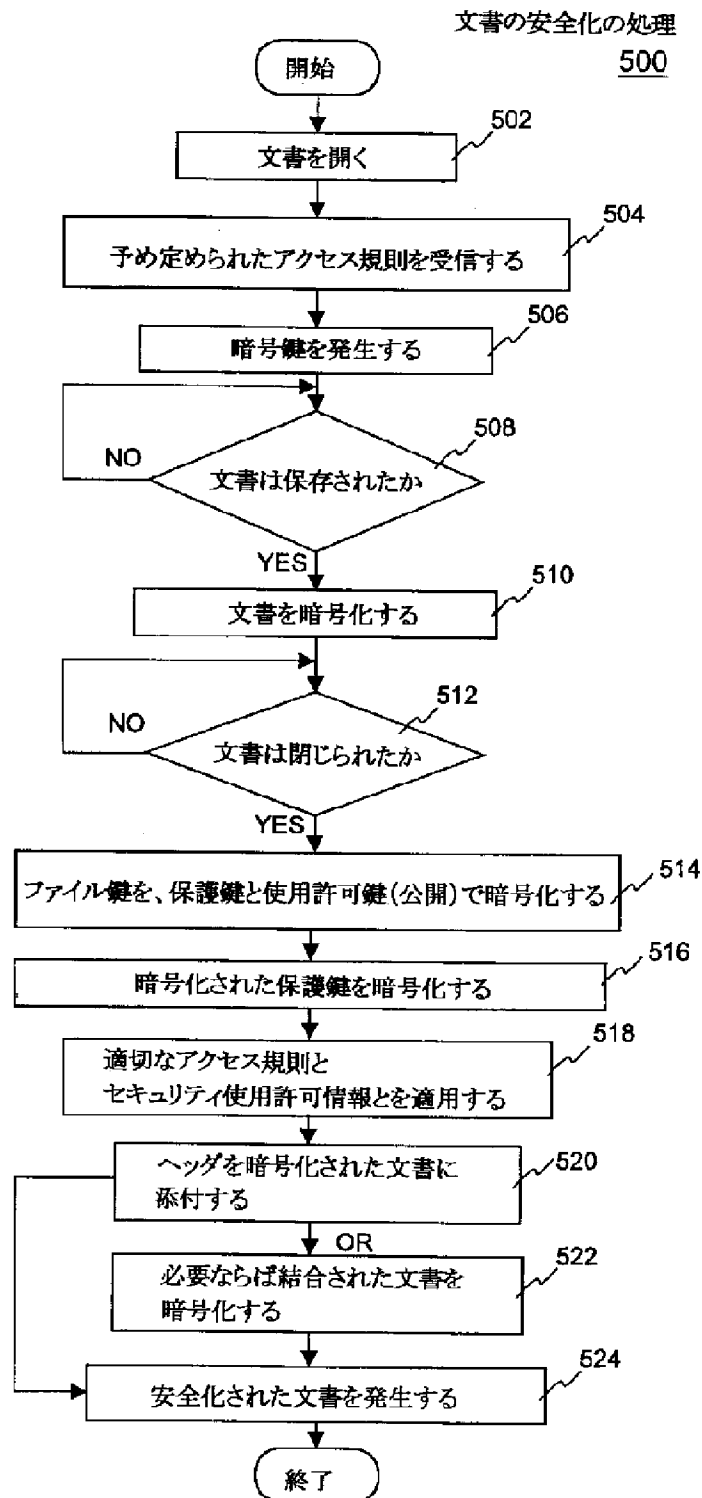 文書の安全化の処理
500
開始
502
文書を開く
504
予め定められたアクセス規則を受信する
506
暗号鍵を発生する
508
NO
文書は保存されたか
YES
510
文書を暗号化する
512
NO
文書は閉じられたか
YES
514
ファイル鍵を、保護鍵と使用許可鍵(公開)で暗号化する
516
暗号化された保護鍵を暗号化する
518
適切なアクセス規則と
セキュリティ使用許可情報とを適用する
520
ヘッダを暗号化された文書に
添付する
OR
522
必要ならば結合された文書を
暗号化する
524
安全化された文書を発生する
終了